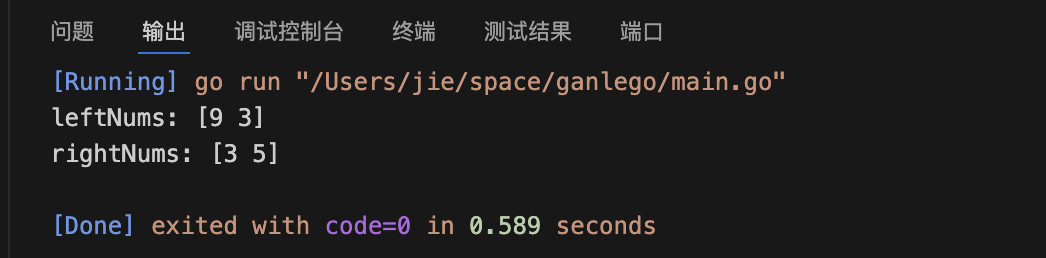 问题 输出 调试控制台 终端 测试结果 端口
[Running] go run "/Users/jie/space/ganlego/main.go"
leftNums: [9 3]
rightNums: [3 5]
[Done] exited with code=0 in 0.589 seconds